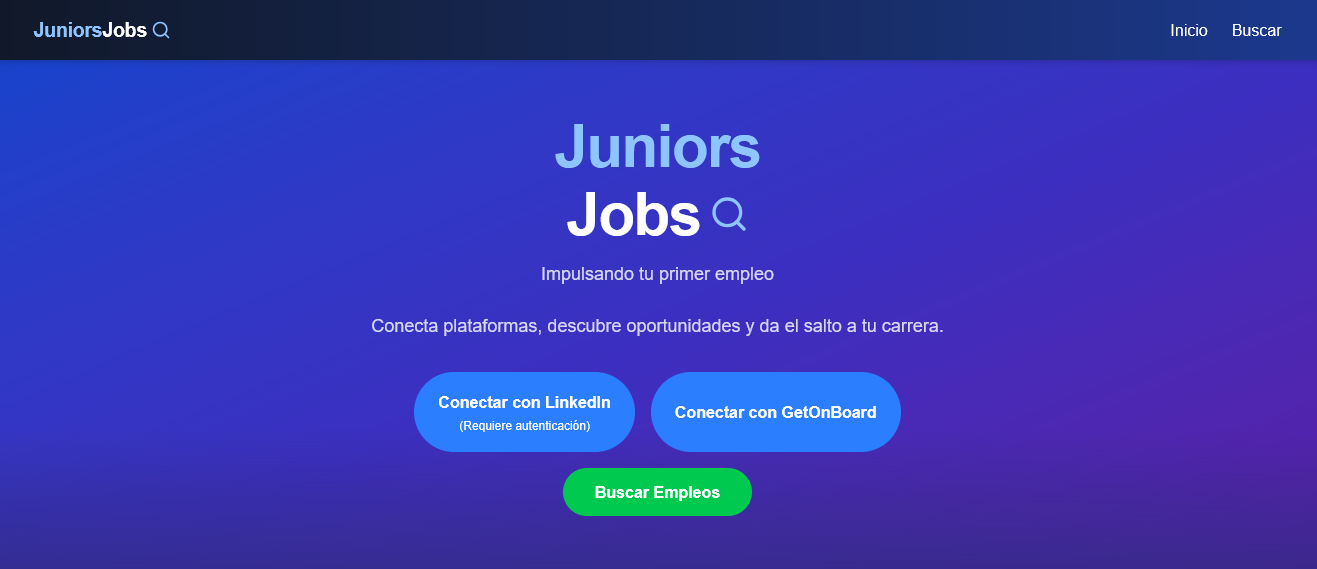 JuniorsJobs
Inicio
Buscar
Juniors
Jobs
Impulsando tu primer empleo
Conecta plataformas, descubre oportunidades y da el salto a tu carrera.
Conectar con LinkedIn
(Requiere autenticación)
Conectar con GetOnBoard
Buscar Empleos